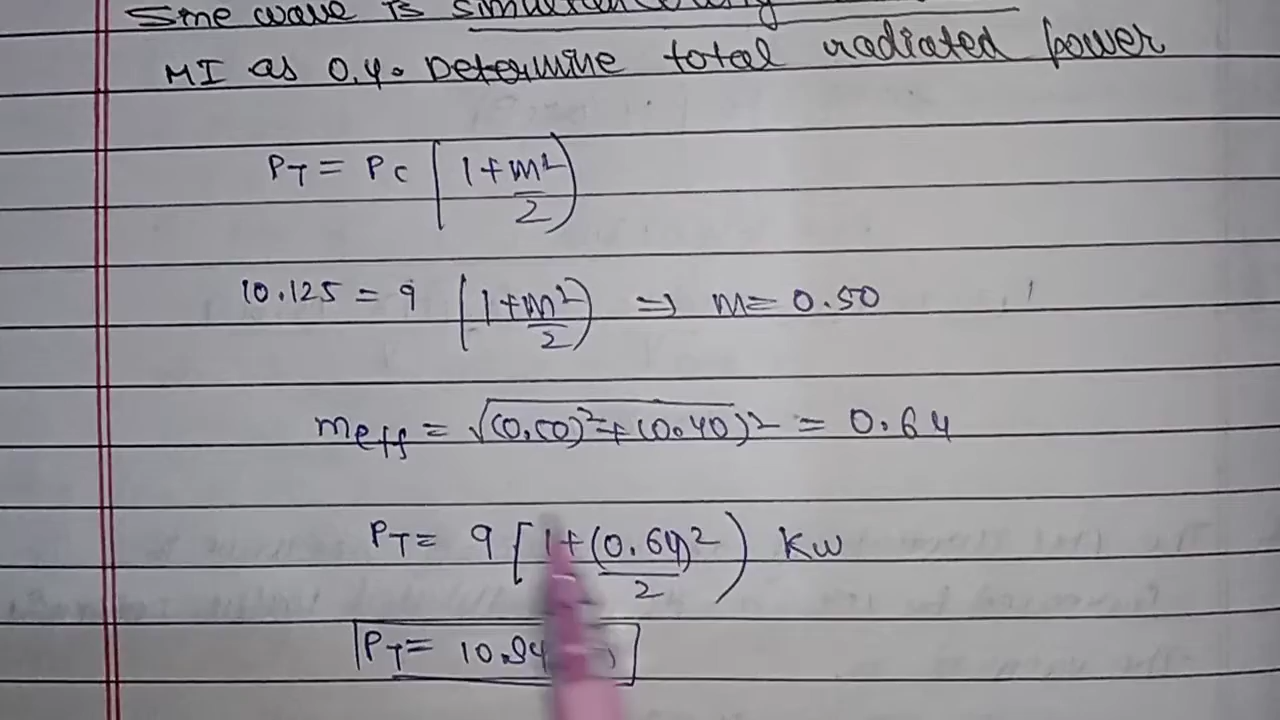 Sine wave is simultaneously
MI as 0.4. Determine total radiated power
PT = Pc [1+m²/2)
10.125 = 9 [1+m²/2) ⇒ m= 0.50
meff = √(0.50)²+(0.40)² = 0.64
PT= 9 [1+(0.64)²/2) KW
PT= 10.84